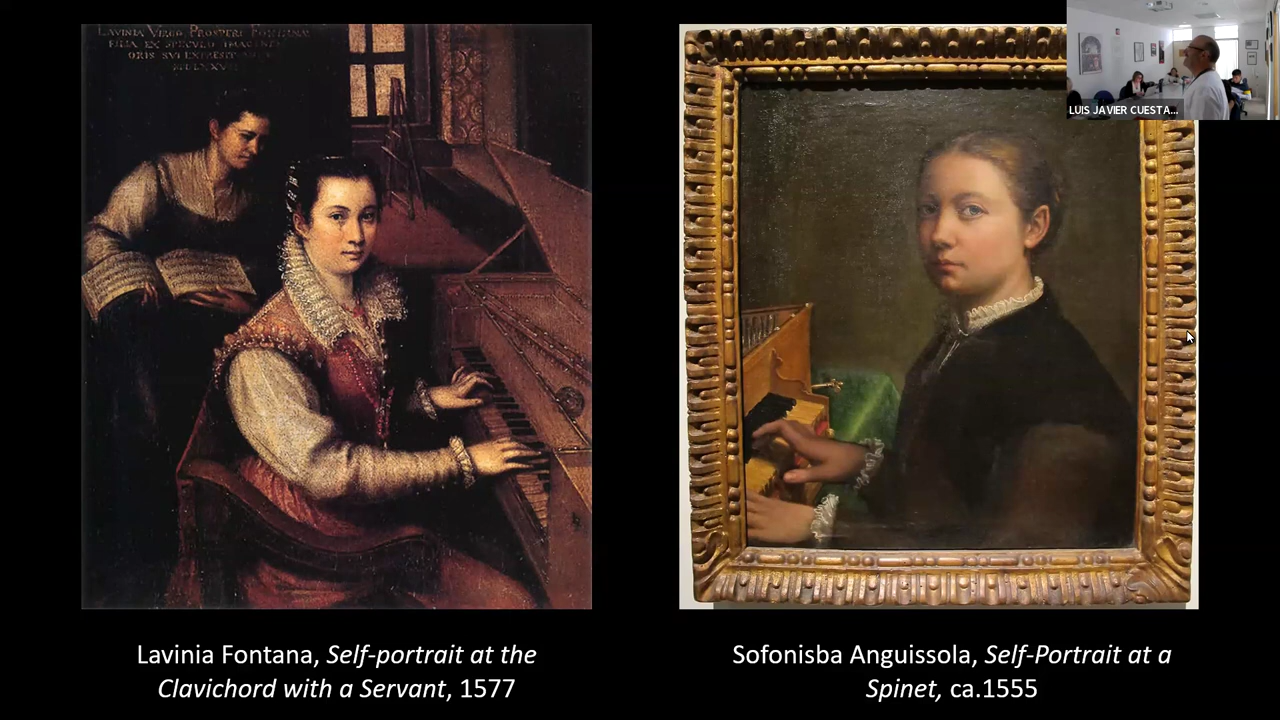 LAVINIA VIRGO PROSPERI FONTANAE
FILIA EX SPECULO IMAGINEM
ORIS SUI EXPRESIT
LUIS JAVIER CUESTA...
Lavinia Fontana, Self-portrait at the
Clavichord with a Servant, 1577
Sofonisba Anguissola, Self-Portrait at a
Spinet, ca.1555